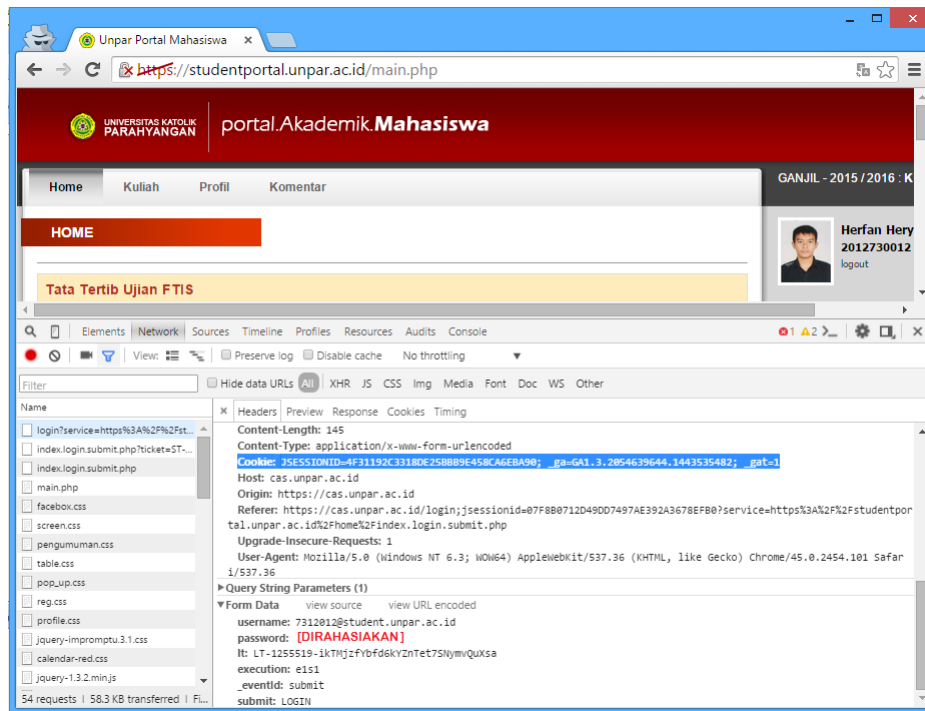 Unpar Portal Mahasiswa
https://studentportal.unpar.ac.id/main.php
UNIVERSITAS KATOLIK
PARAHYANGAN
portal.Akademik.Mahasiswa
Home Kuliah Profil Komentar
GANJIL - 2015 / 2016 : K
HOME
Herfan Hery
2012730012
logout
Tata Tertib Ujian FTIS
Elements Network Sources Timeline Profiles Resources Audits Console
1 2
View: Preserve log Disable cache No throttling
Filter
Hide data URLs All XHR JS CSS Img Media Font Doc WS Other
Name
login?service=https%3A%2F%2Fst...
index.login.submit.php?ticket=ST-...
index.login.submit.php
main.php
facebox.css
screen.css
pengumuman.css
table.css
pop_up.css
reg.css
profile.css
jquery-impromptu.3.1.css
calendar-red.css
jquery-1.3.2.min.js
54 requests | 58.3 KB transferred | Fi...
Headers Preview Response Cookies Timing
Content-Length: 145
Content-Type: application/x-www-form-urlencoded
Cookie: JSESSIONID=4F31192C3318DE25BBB9E458CA6EBA90; _ga=GA1.3.2054639644.1443535482; _gat=1
Host: cas.unpar.ac.id
Origin: https://cas.unpar.ac.id
Referer: https://cas.unpar.ac.id/login;jsessionid=07F8B0712D49DD7497AE392A3678EFB0?service=https%3A%2F%2Fstudentpor
tal.unpar.ac.id%2Fhome%2Findex.login.submit.php
Upgrade-Insecure-Requests: 1
User-Agent: Mozilla/5.0 (Windows NT 6.3; WOW64) AppleWebKit/537.36 (KHTML, like Gecko) Chrome/45.0.2454.101 Safar
i/537.36
Query String Parameters (1)
Form Data view source view URL encoded
username: 7312012@student.unpar.ac.id
password: [DIRAHASIAKAN]
lt: LT-1255519-ikTMjzfYbfd6kYZnTet7SNymvQuXsa
execution: e1s1
_eventId: submit
submit: LOGIN